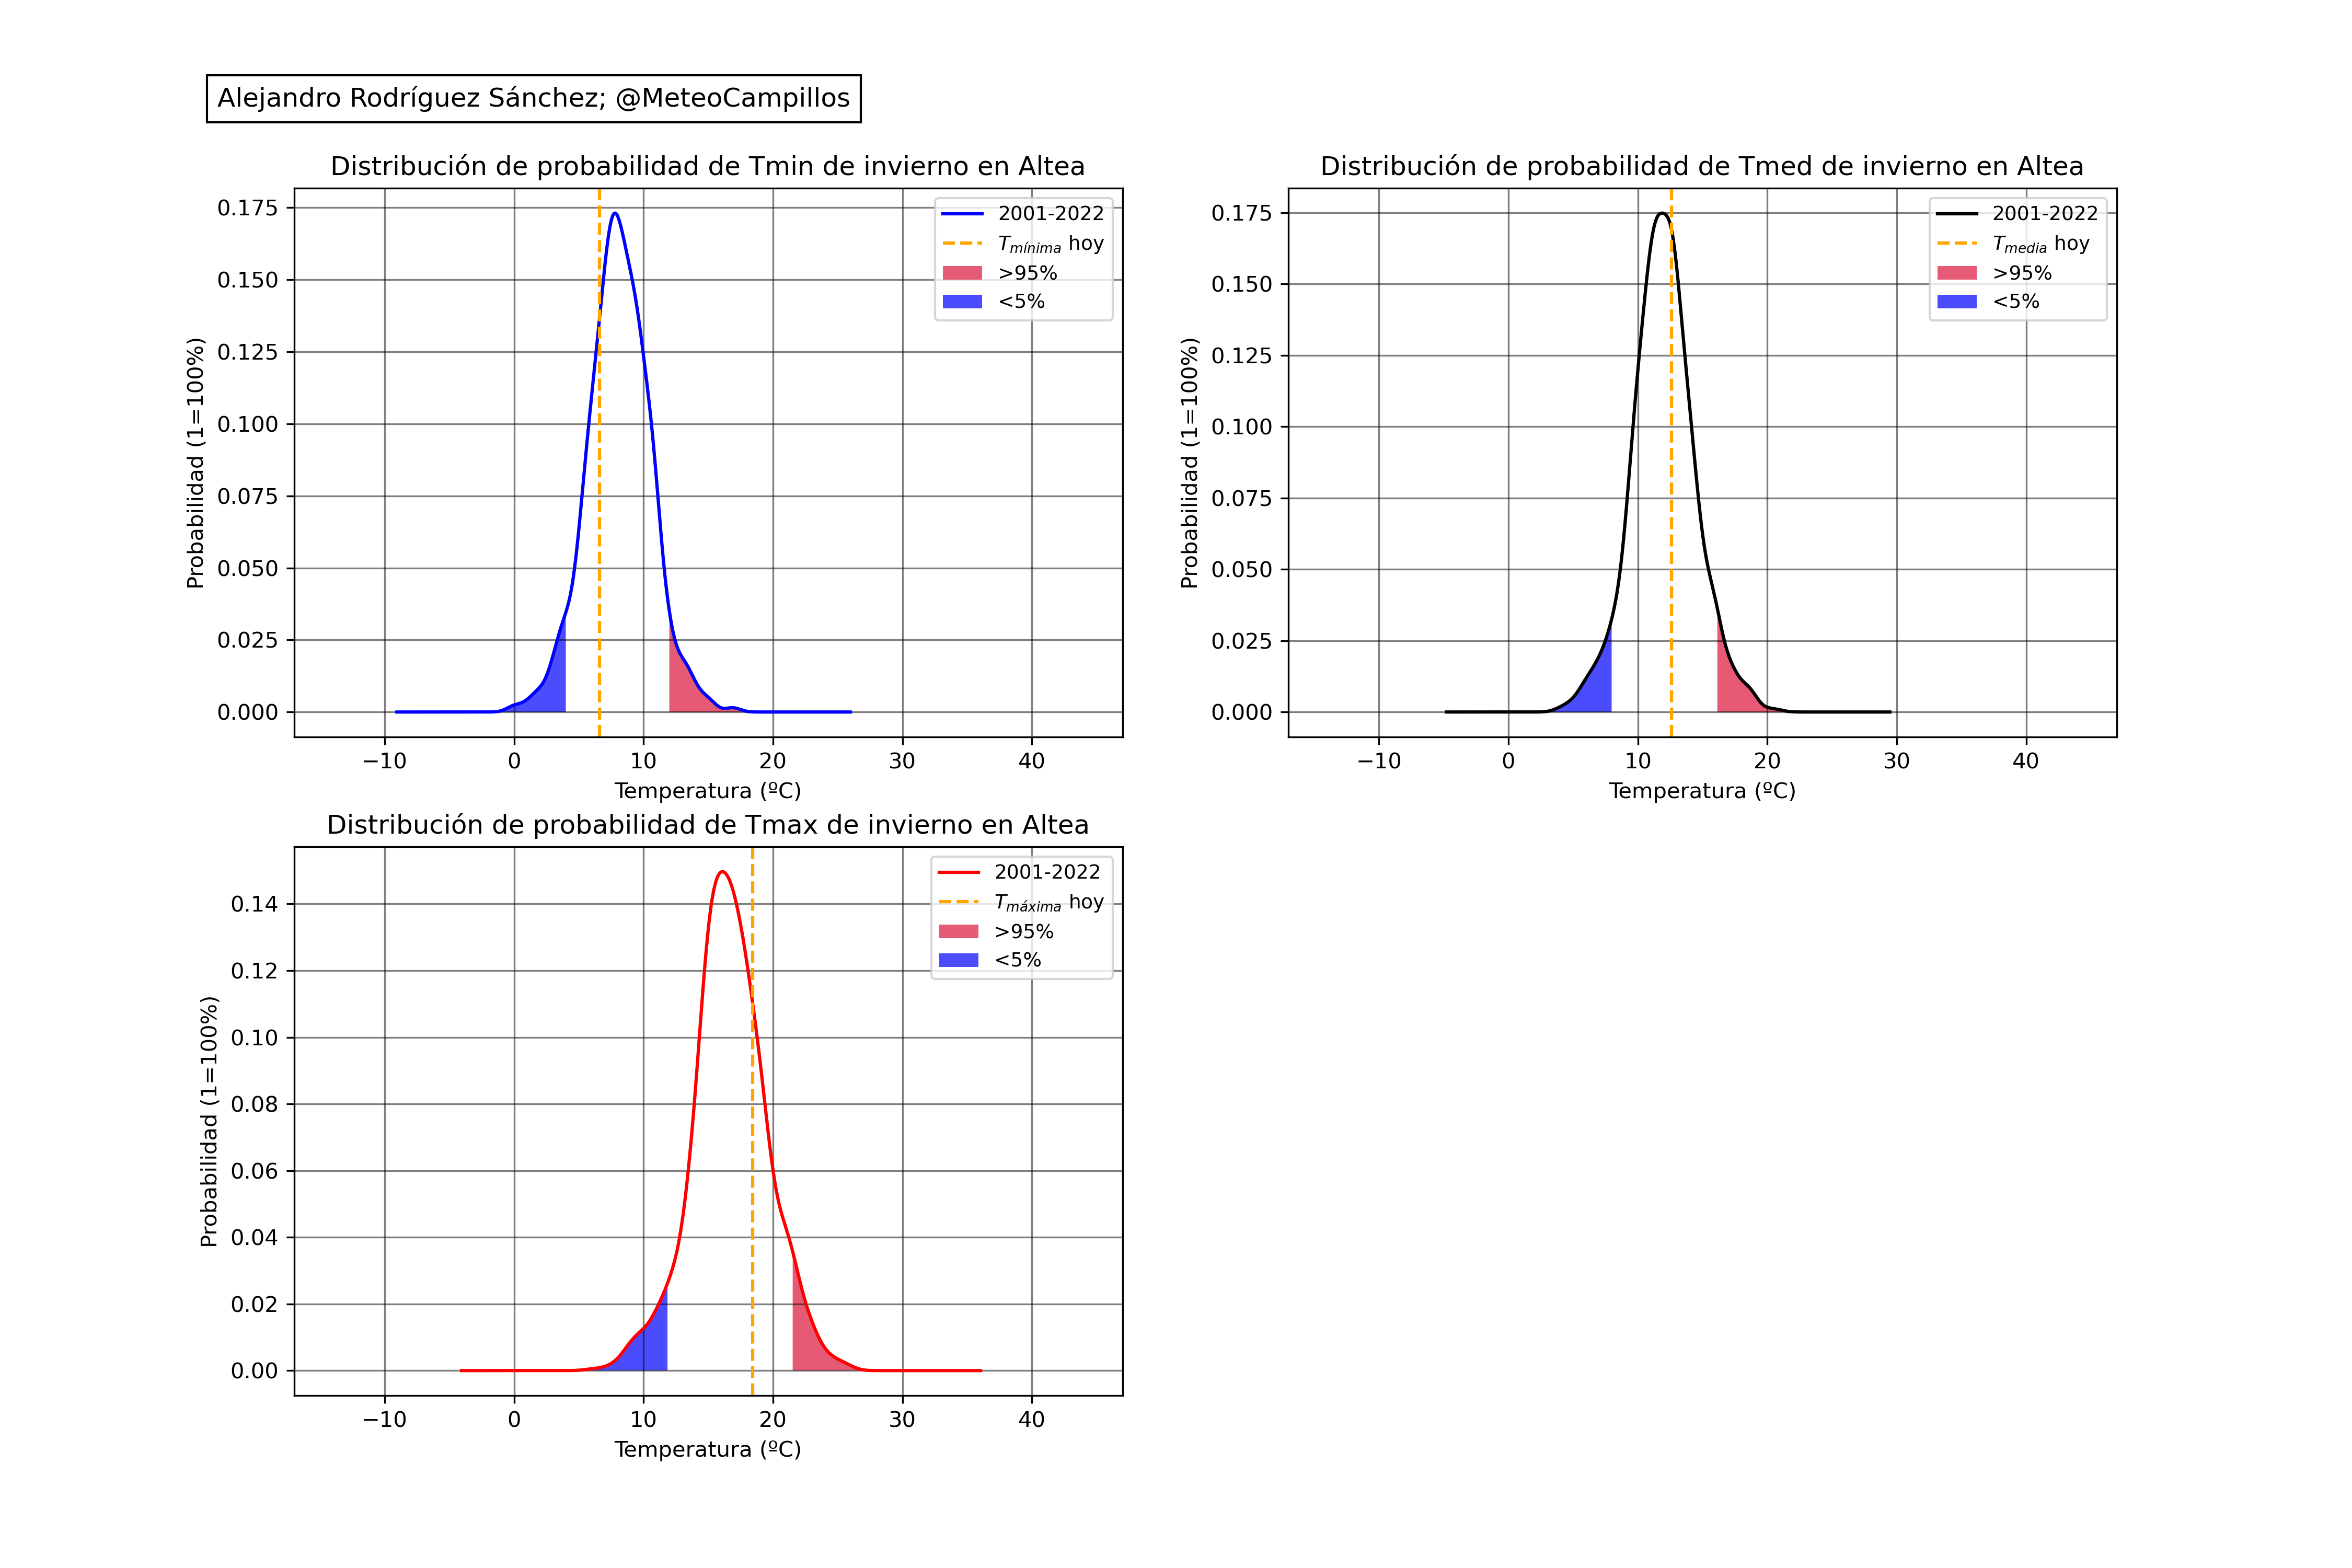 Alejandro Rodríguez Sánchez; @MeteoCampillos
Distribución de probabilidad de Tmin de invierno en Altea
Probabilidad (1=100%)
0.175
0.150
0.125
0.100
0.075
0.050
0.025
0.000
−10 0 10 20 30 40
Temperatura (ºC)
2001-2022
Tmínima hoy
>95%
<5%
Distribución de probabilidad de Tmed de invierno en Altea
Probabilidad (1=100%)
0.175
0.150
0.125
0.100
0.075
0.050
0.025
0.000
−10 0 10 20 30 40
Temperatura (ºC)
2001-2022
Tmedia hoy
>95%
<5%
Distribución de probabilidad de Tmax de invierno en Altea
Probabilidad (1=100%)
0.14
0.12
0.10
0.08
0.06
0.04
0.02
0.00
−10 0 10 20 30 40
Temperatura (ºC)
2001-2022
Tmáxima hoy
>95%
<5%